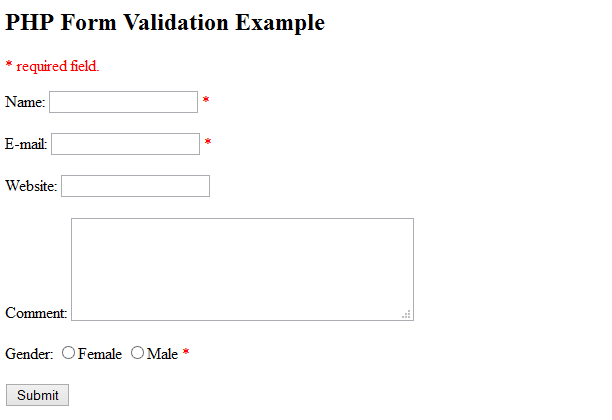 PHP Form Validation Example
* required field.
Name: *
E-mail: *
Website:
Comment:
Gender: Female Male *
Submit